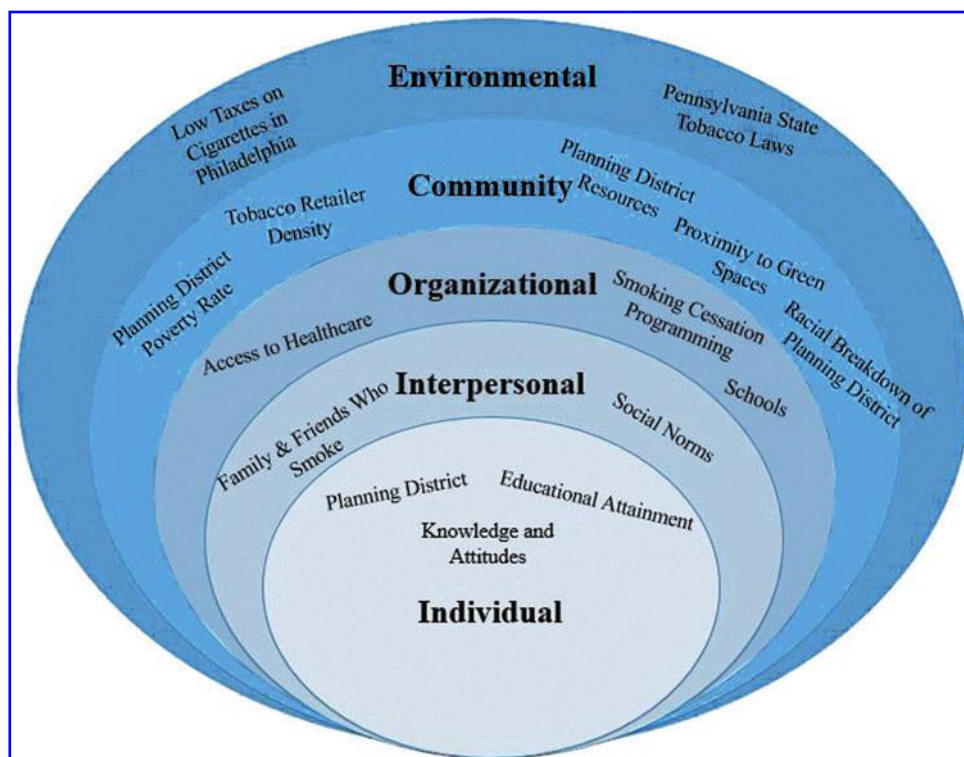 Environmental
Low Taxes on
Cigarettes in
Philadelphia
Pennsylvania State
Tobacco Laws
Community
Tobacco Retailer
Density
Planning District
Poverty Rate
Planning District
Resources
Proximity to Green
Spaces
Racial Breakdown of
Planning District
Organizational
Access to Healthcare
Smoking Cessation
Programming
Schools
Interpersonal
Family & Friends Who
Smoke
Social Norms
Planning District
Educational Attainment
Knowledge and
Attitudes
Individual